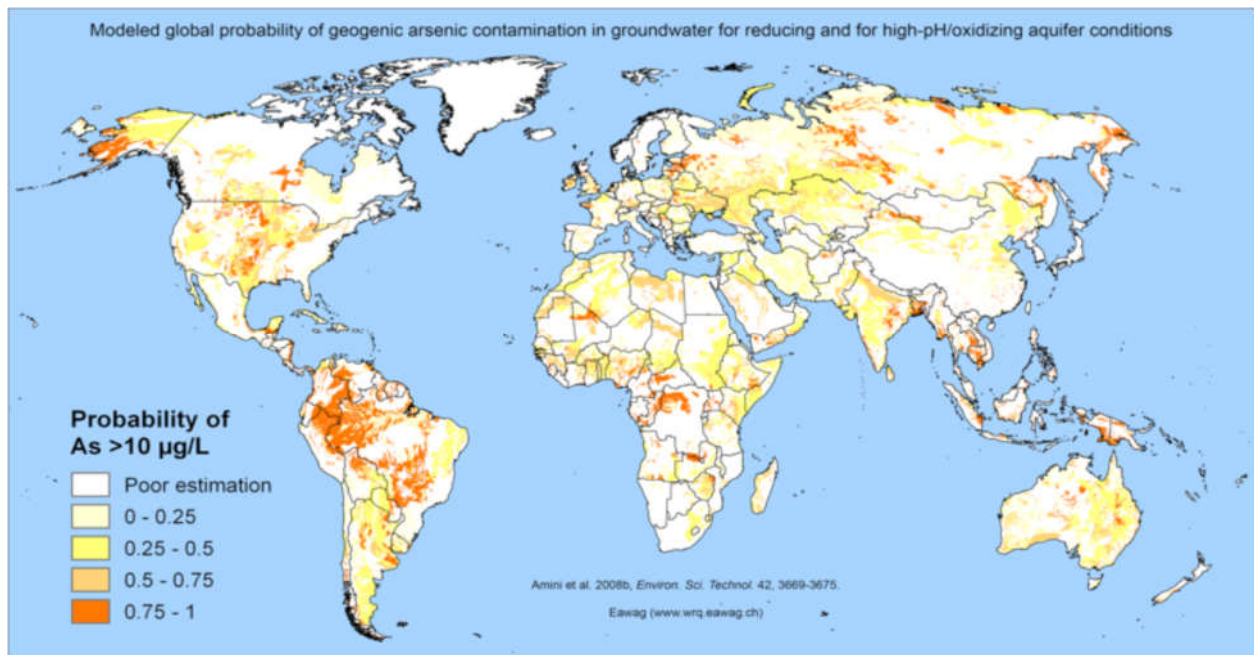 Modeled global probability of geogenic arsenic contamination in groundwater for reducing and for high-pH/oxidizing aquifer conditions
Probability of
As >10 µg/L
Poor estimation
0 - 0.25
0.25 - 0.5
0.5 - 0.75
0.75 - 1
Amini et al. 2008b, Environ. Sci. Technol. 42, 3669-3675.
Eawag (www.wrq.eawag.ch)